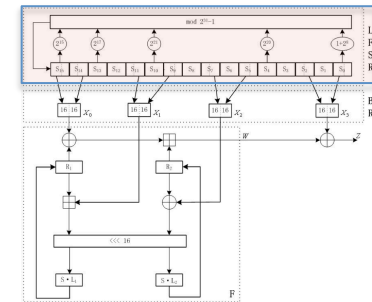 mod 2³¹-1
2¹⁵ 2¹⁷ 2²¹ 2²⁰ 1+2⁸
S₁₅ S₁₄ S₁₃ S₁₂ S₁₁ S₁₀ S₉ S₈ S₇ S₆ S₅ S₄ S₃ S₂ S₁ S₀
L
F
S
R
16 16 X₀ 16 16 X₁ 16 16 X₂ 16 16 X₃
B
R
W Z
R₁ R₂
<<< 16
S·L₁ S·L₂
F